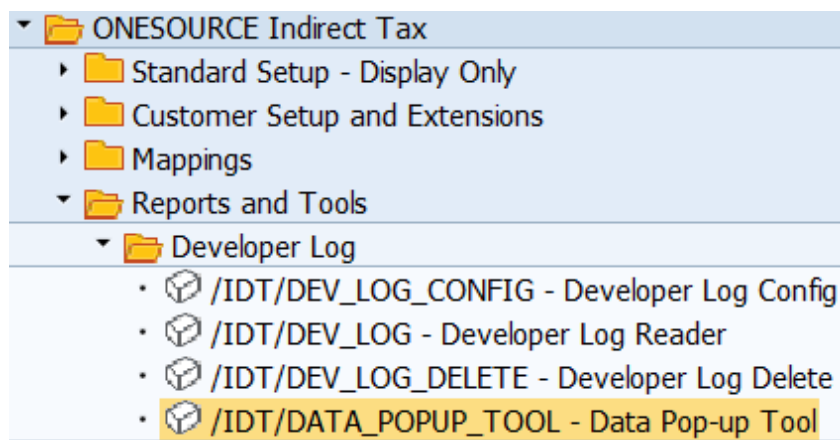 ONESOURCE Indirect Tax
Standard Setup - Display Only
Customer Setup and Extensions
Mappings
Reports and Tools
Developer Log
/IDT/DEV_LOG_CONFIG - Developer Log Config
/IDT/DEV_LOG - Developer Log Reader
/IDT/DEV_LOG_DELETE - Developer Log Delete
/IDT/DATA_POPUP_TOOL - Data Pop-up Tool